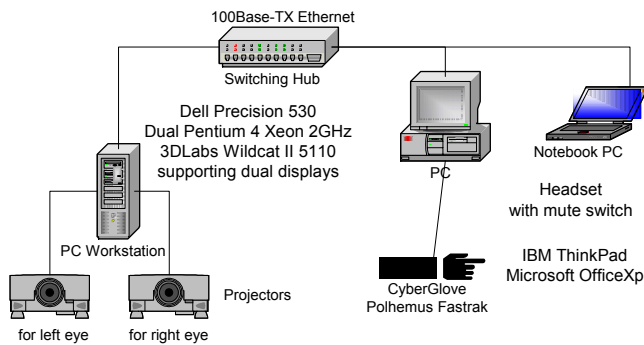 100Base-TX Ethernet
Switching Hub
Dell Precision 530
Dual Pentium 4 Xeon 2GHz
3DLabs Wildcat II 5110
supporting dual displays
PC Workstation
Projectors
for left eye
for right eye
PC
CyberGlove
Polhemus Fastrak
Notebook PC
Headset
with mute switch
IBM ThinkPad
Microsoft OfficeXp